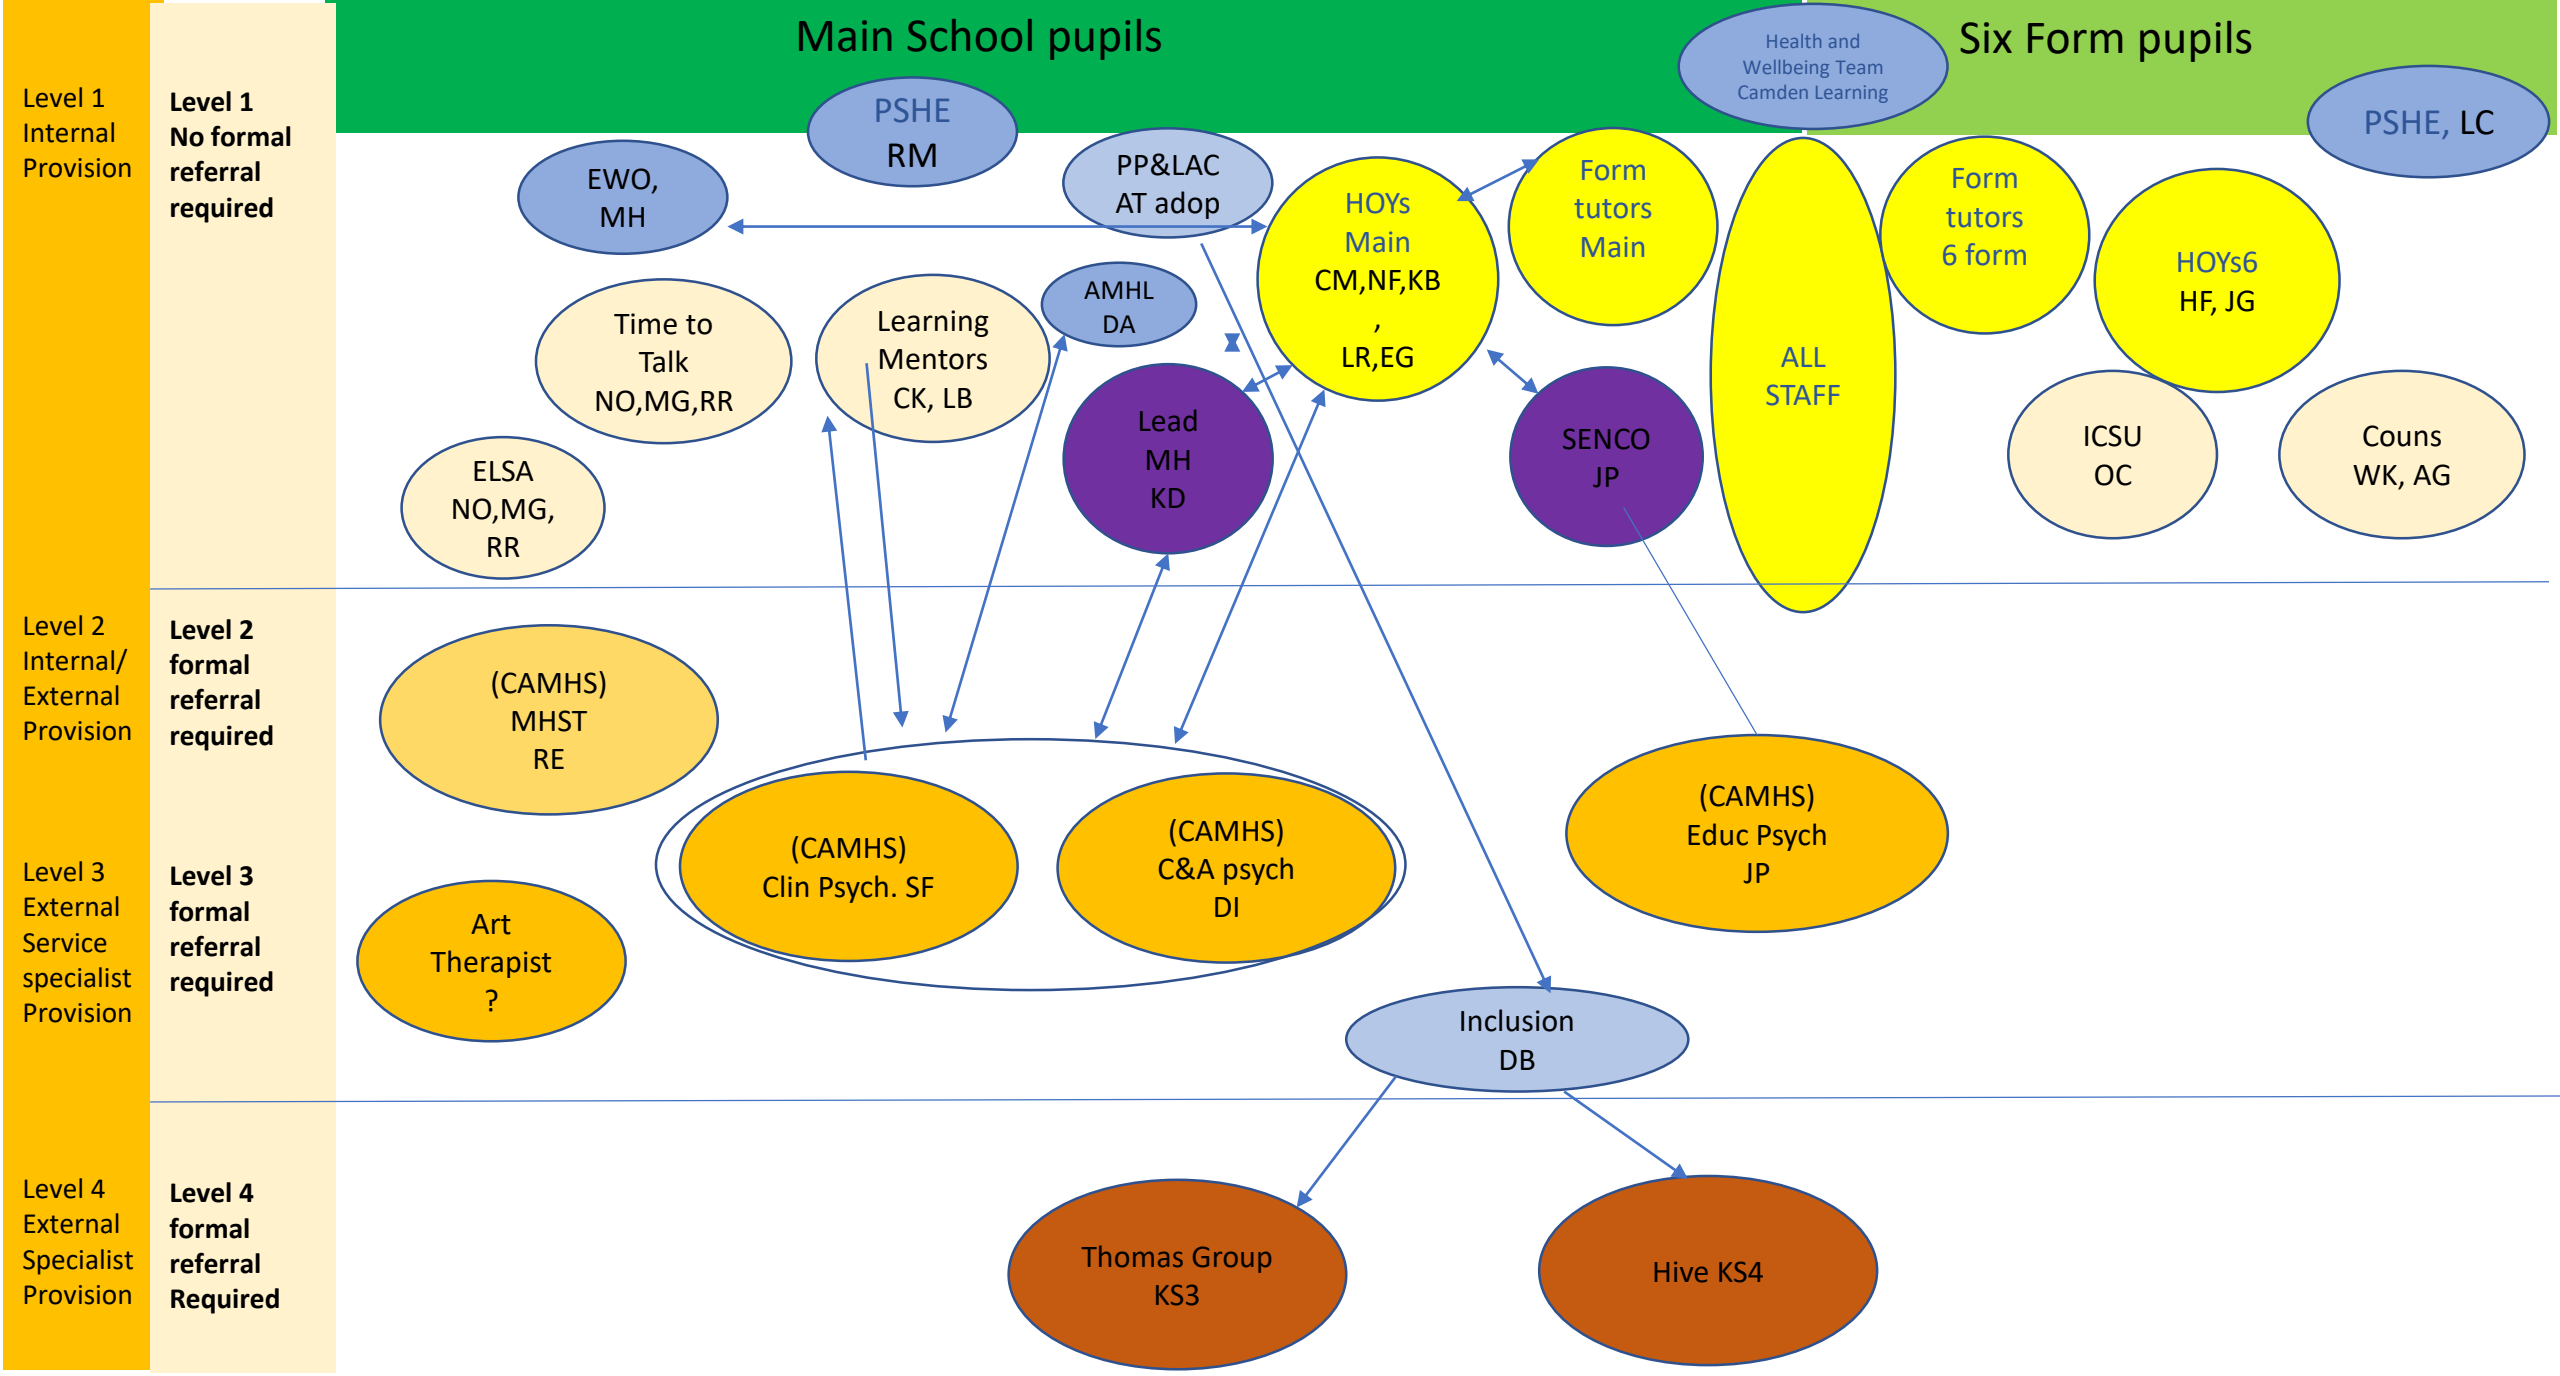 Main School pupils
Six Form pupils
Health and
Wellbeing Team
Camden Learning
Level 1
Internal
Provision
Level 1
No formal
referral
required
PSHE
RM
PSHE, LC
EWO,
MH
PP&LAC
AT adop
HOYs
Main
CM,NF,KB
,
LR,EG
Form
tutors
Main
Form
tutors
6 form
HOYs6
HF, JG
Time to
Talk
NO,MG,RR
Learning
Mentors
CK, LB
AMHL
DA
ALL
STAFF
Lead
MH
KD
SENCO
JP
ICSU
OC
Couns
WK, AG
ELSA
NO,MG,
RR
Level 2
Internal/
External
Provision
Level 2
formal
referral
required
(CAMHS)
MHST
RE
(CAMHS)
Clin Psych. SF
(CAMHS)
C&A psych
DI
(CAMHS)
Educ Psych
JP
Level 3
External
Service
specialist
Provision
Level 3
formal
referral
required
Art
Therapist
?
Inclusion
DB
Level 4
External
Specialist
Provision
Level 4
formal
referral
Required
Thomas Group
KS3
Hive KS4